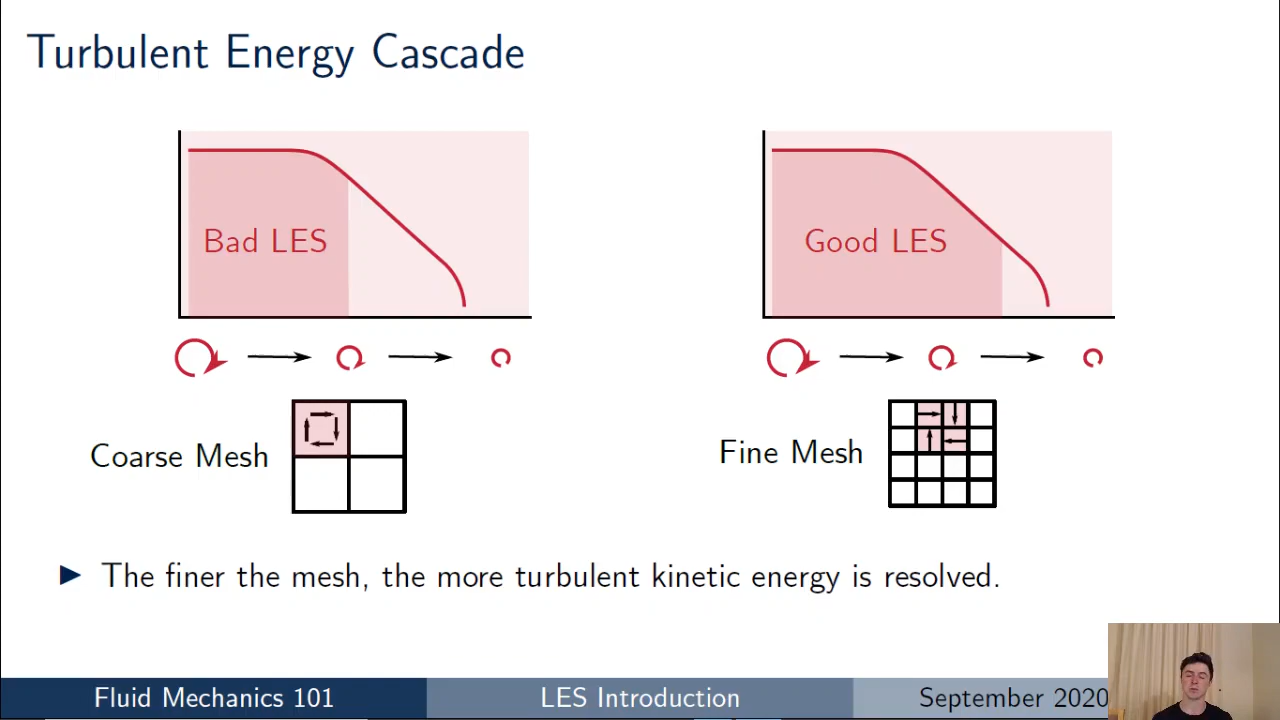 Turbulent Energy Cascade
Bad LES
Good LES
Coarse Mesh
Fine Mesh
The finer the mesh, the more turbulent kinetic energy is resolved.
Fluid Mechanics 101
LES Introduction
September 2020